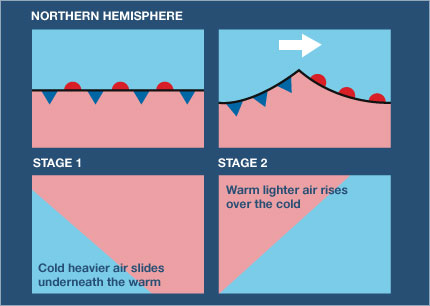 NORTHERN HEMISPHERE
STAGE 1
STAGE 2
Cold heavier air slides
underneath the warm
Warm lighter air rises
over the cold